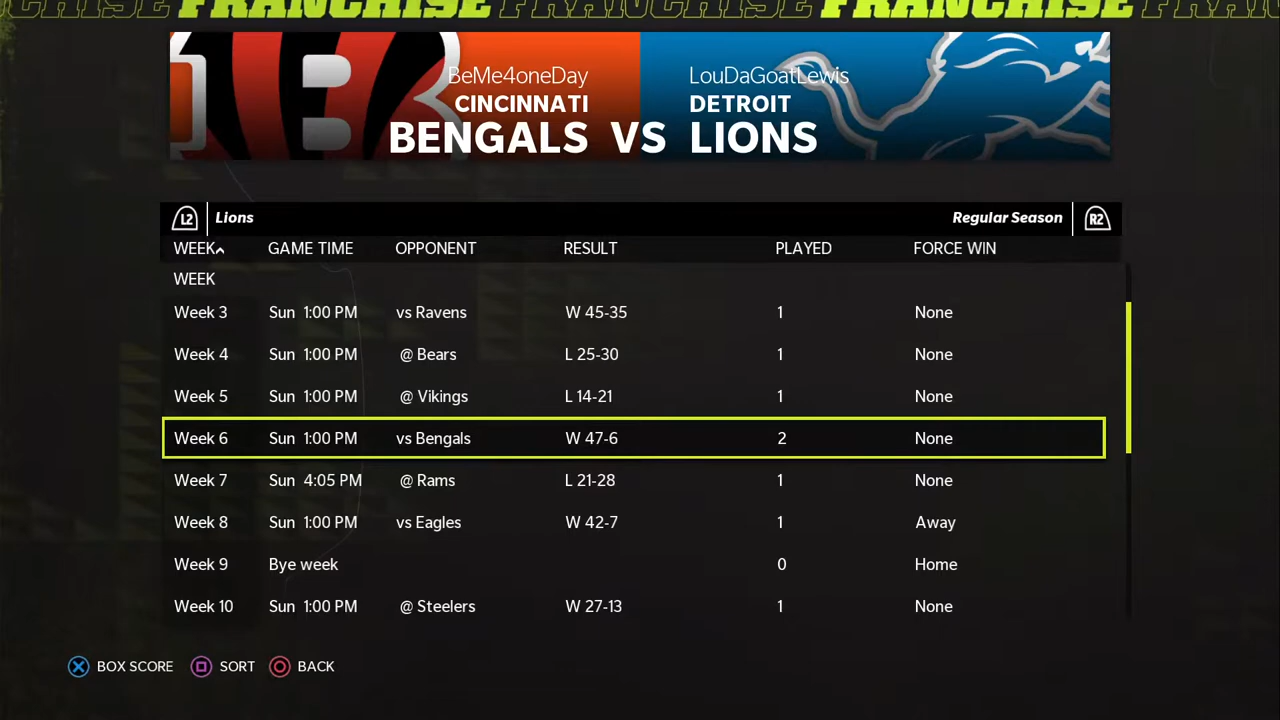 CHISE FRANCHISE FRANCHISE FRANCHISE FRAN
BeMe4oneDay
CINCINNATI
BENGALS VS LIONS
LouDaGoatLewis
DETROIT
L2 Lions Regular Season R2
WEEK GAME TIME OPPONENT RESULT PLAYED FORCE WIN
WEEK
Week 3 Sun 1:00 PM vs Ravens W 45-35 1 None
Week 4 Sun 1:00 PM @ Bears L 25-30 1 None
Week 5 Sun 1:00 PM @ Vikings L 14-21 1 None
Week 6 Sun 1:00 PM vs Bengals W 47-6 2 None
Week 7 Sun 4:05 PM @ Rams L 21-28 1 None
Week 8 Sun 1:00 PM vs Eagles W 42-7 1 Away
Week 9 Bye week 0 Home
Week 10 Sun 1:00 PM @ Steelers W 27-13 1 None
BOX SCORE SORT BACK